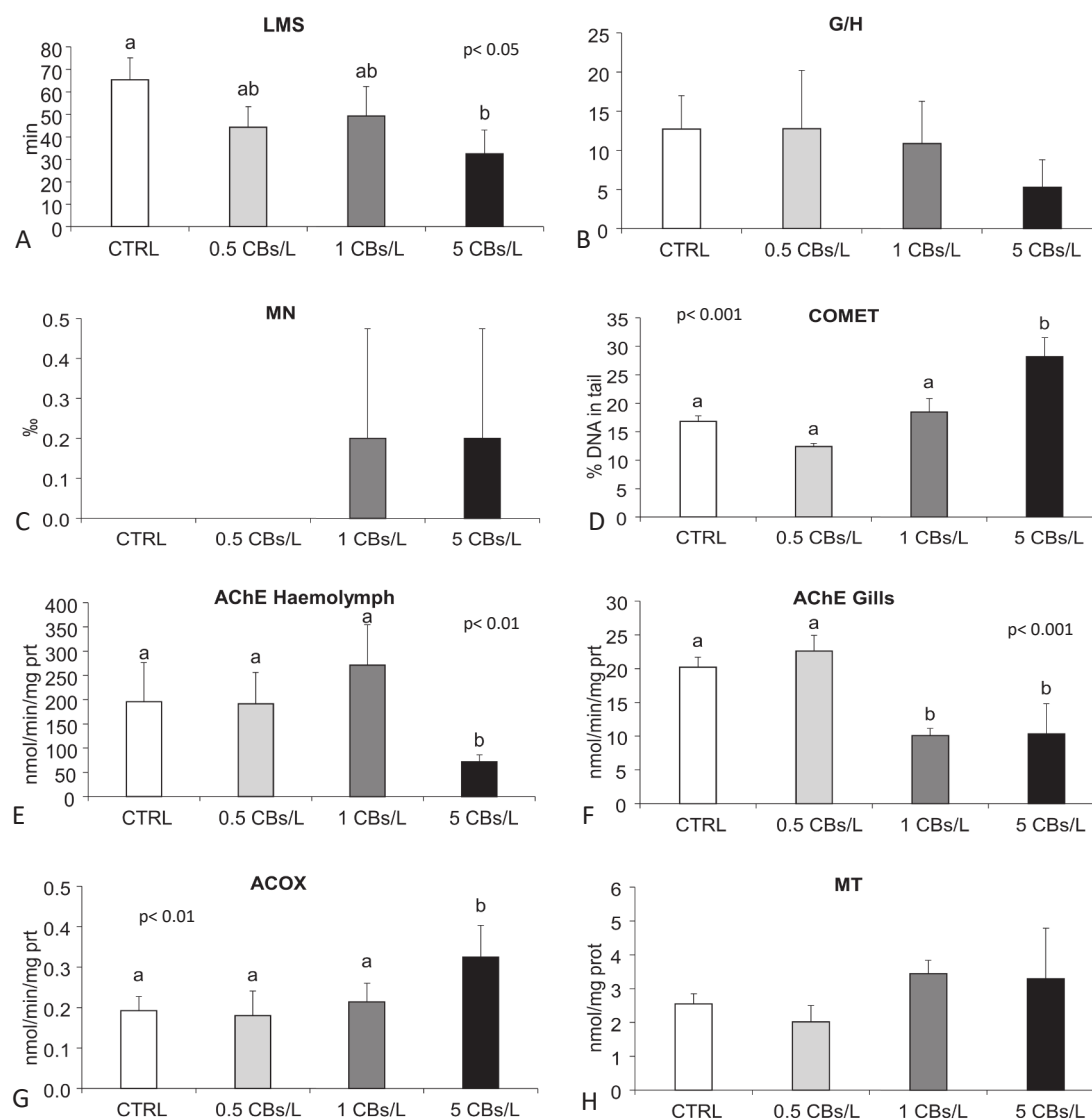 LMS
p< 0.05
80
70
60
50
40
30
20
10
0
min
a
ab
ab
b
CTRL
0.5 CBs/L
1 CBs/L
5 CBs/L
A
G/H
25
20
15
10
5
0
CTRL
0.5 CBs/L
1 CBs/L
5 CBs/L
B
MN
0.5
0.4
0.3
0.2
0.1
0.0
‰
CTRL
0.5 CBs/L
1 CBs/L
5 CBs/L
C
COMET
p< 0.001
35
30
25
20
15
10
5
0
% DNA in tail
a
a
a
b
CTRL
0.5 CBs/L
1 CBs/L
5 CBs/L
D
AChE Haemolymph
p< 0.01
400
350
300
250
200
150
100
50
0
nmol/min/mg prt
a
a
a
b
CTRL
0.5 CBs/L
1 CBs/L
5 CBs/L
E
AChE Gills
p< 0.001
30
25
20
15
10
5
0
nmol/min/mg prt
a
a
b
b
CTRL
0.5 CBs/L
1 CBs/L
5 CBs/L
F
ACOX
p< 0.01
0.5
0.4
0.3
0.2
0.1
0.0
nmol/min/mg prt
a
a
a
b
CTRL
0.5 CBs/L
1 CBs/L
5 CBs/L
G
MT
6
5
4
3
2
1
0
nmol/mg prot
CTRL
0.5 CBs/L
1 CBs/L
5 CBs/L
H